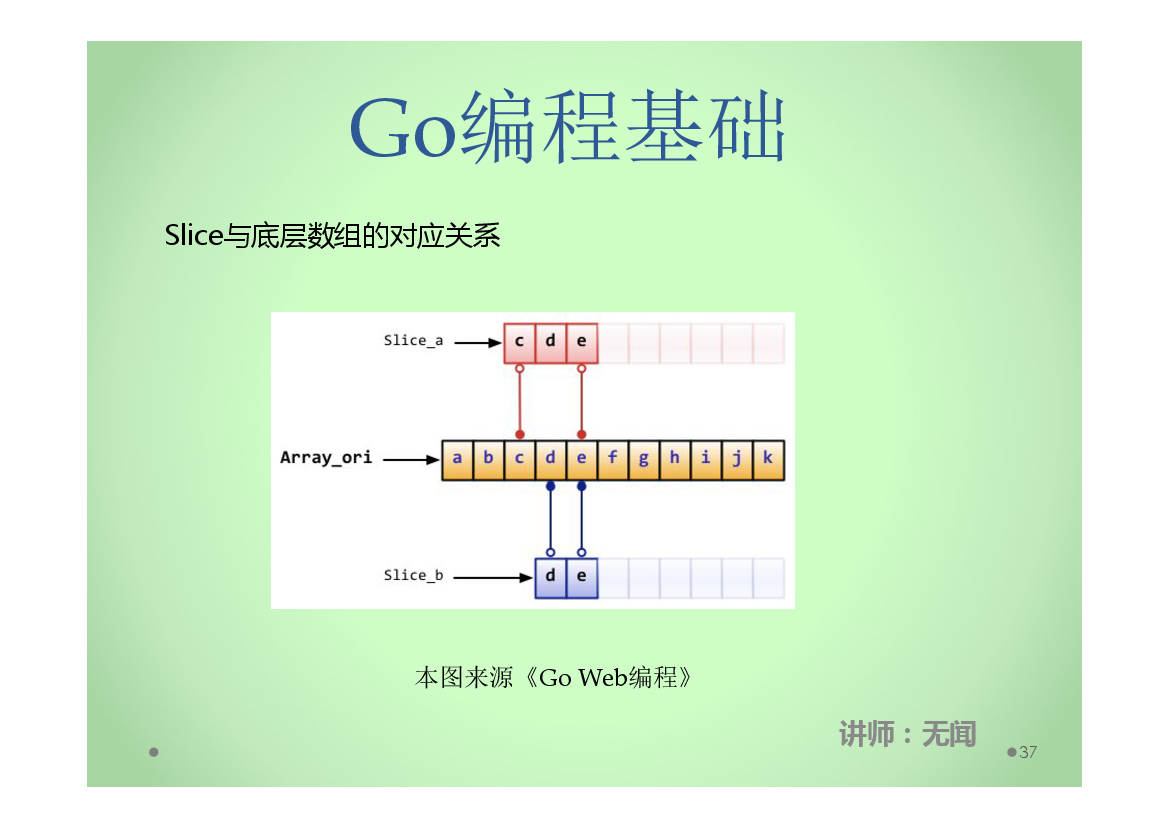 Go编程基础
Slice与底层数组的对应关系
Slice_a c d e
Array_ori a b c d e f g h i j k
Slice_b d e
本图来源《Go Web编程》
讲师：无闻
37